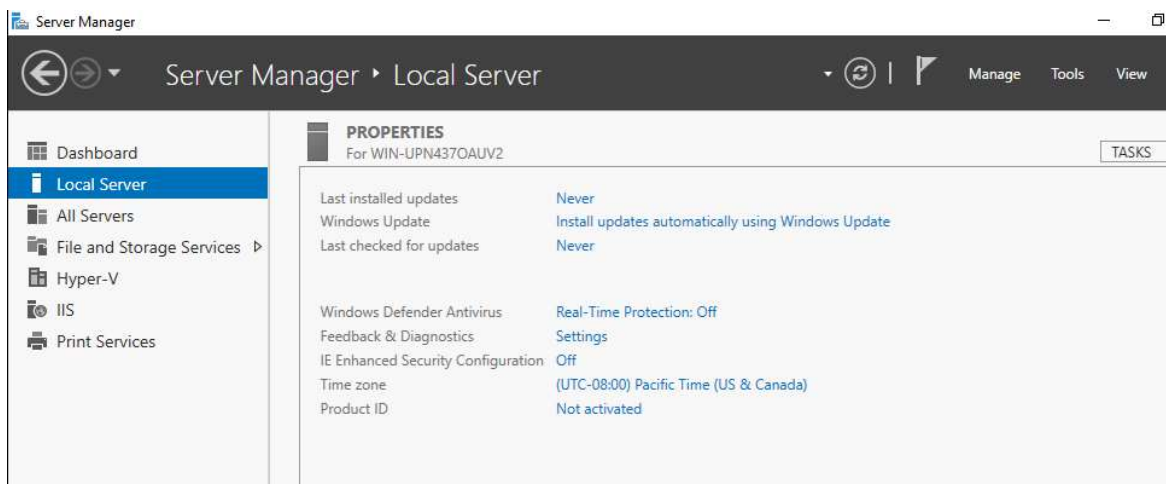 Server Manager
Server Manager ‣ Local Server
Manage Tools View
Dashboard
Local Server
All Servers
File and Storage Services
Hyper-V
IIS
Print Services
PROPERTIES
For WIN-UPN437OAUV2
TASKS
Last installed updates Never
Windows Update Install updates automatically using Windows Update
Last checked for updates Never
Windows Defender Antivirus Real-Time Protection: Off
Feedback & Diagnostics Settings
IE Enhanced Security Configuration Off
Time zone (UTC-08:00) Pacific Time (US & Canada)
Product ID Not activated